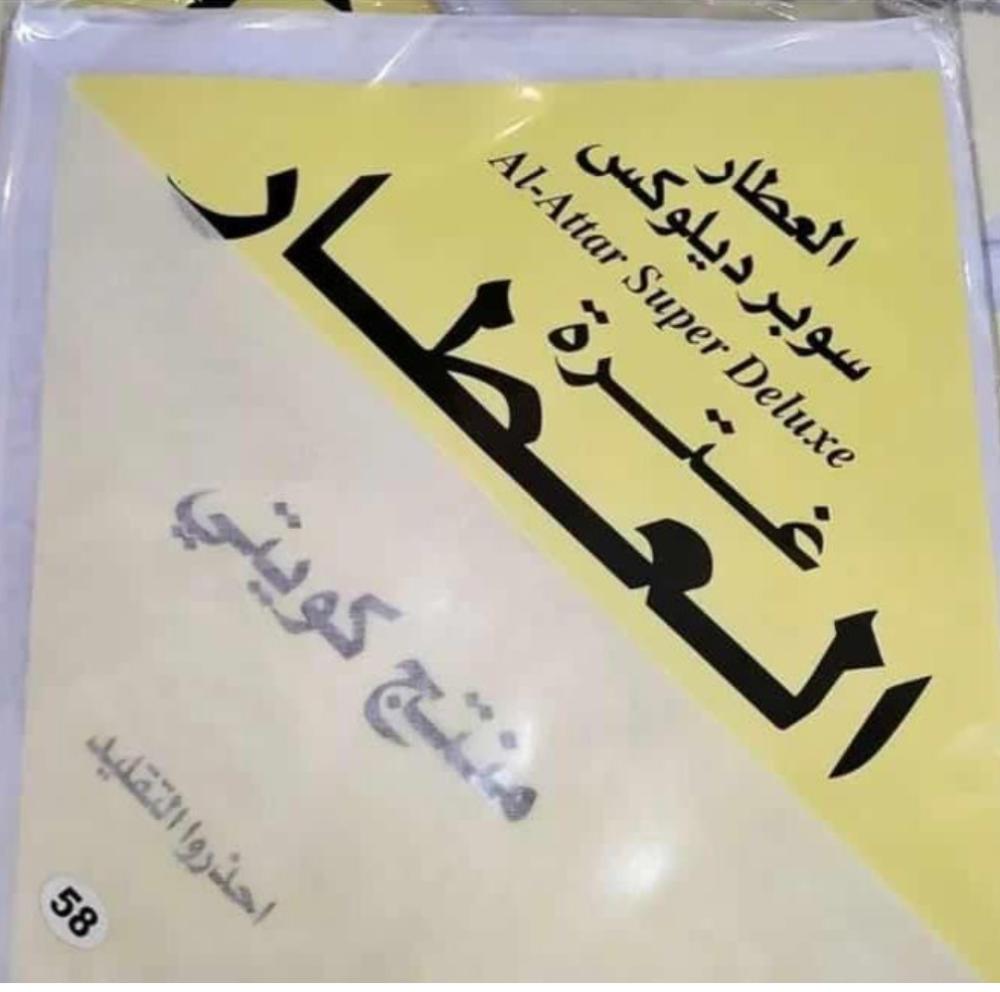 العطار
سوبر ديلوكس
Al-Attar Super Deluxe
غترة
العطار
منتج كويتي
احذروا التقليد
58